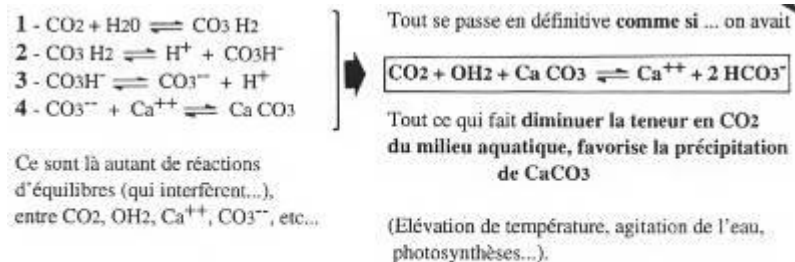 1 - CO2 + H20 ⇌ CO3 H2
2 - CO3 H2 ⇌ H⁺ + CO3H⁻
3 - CO3H⁻ ⇌ CO3⁻⁻ + H⁺
4 - CO3⁻⁻ + Ca⁺⁺ ⇌ Ca CO3
Ce sont là autant de réactions
d'équilibres (qui interfèrent...),
entre CO2, OH2, Ca⁺⁺, CO3⁻⁻, etc...
Tout se passe en définitive comme si ... on avait
CO2 + OH2 + Ca CO3 ⇌ Ca⁺⁺ + 2 HCO3⁻
Tout ce qui fait diminuer la teneur en CO2
du milieu aquatique, favorise la précipitation
de CaCO3
(Elévation de température, agitation de l'eau,
photosynthèses...).